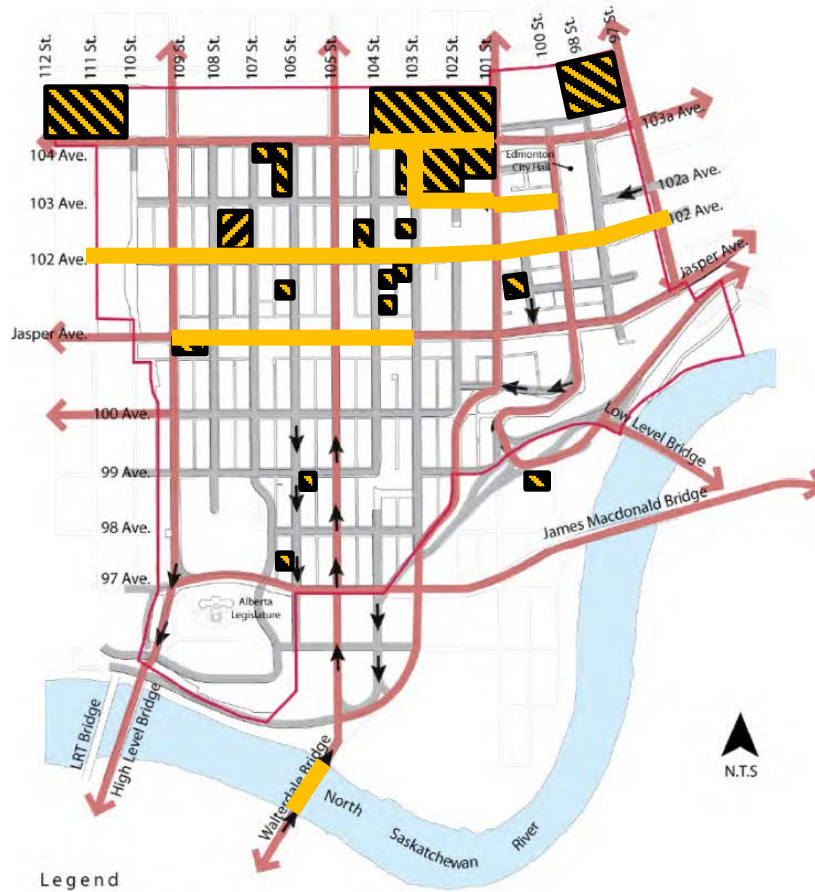 112 St.
111 St.
110 St.
109 St.
108 St.
107 St.
106 St.
105 St.
104 St.
103 St.
102 St.
101 St.
100 St.
98 St.
97 St.
103a Ave.
104 Ave.
Edmonton
City Hall
102a Ave.
103 Ave.
102 Ave.
102 Ave.
Jasper Ave.
Jasper Ave.
100 Ave.
Low Level Bridge
99 Ave.
James Macdonald Bridge
98 Ave.
97 Ave.
Alberta
Legislature
LRT Bridge
High Level Bridge
Walterdale Bridge
N.T.S
North
Saskatchewan
River
Legend